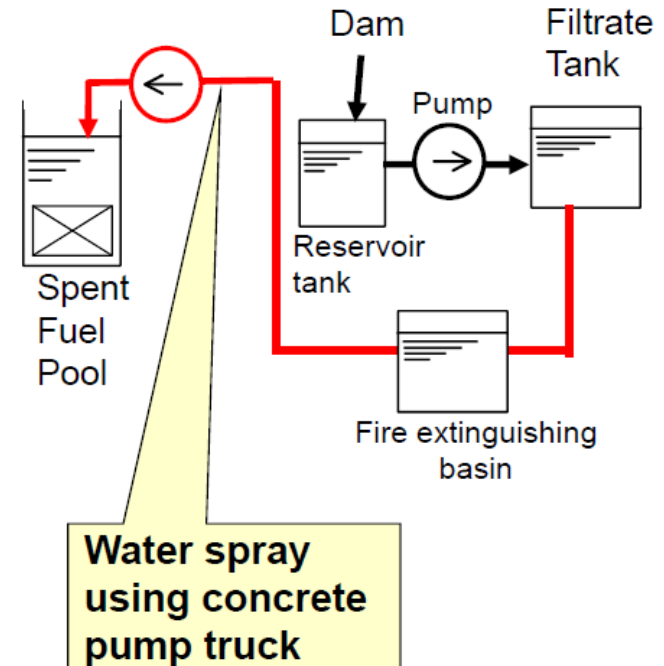 Dam
Filtrate
Tank
Pump
Reservoir
tank
Spent
Fuel
Pool
Fire extinguishing
basin
Water spray
using concrete
pump truck